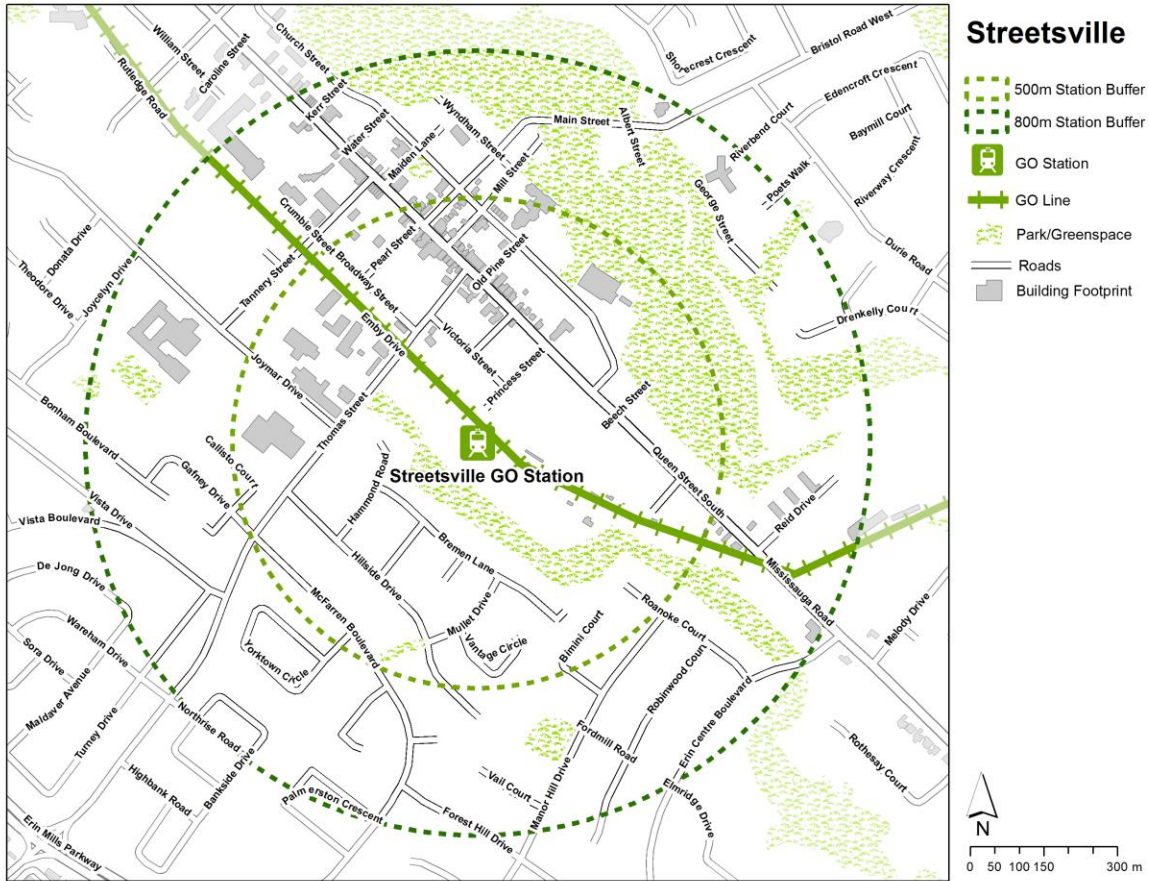 Streetsville
500m Station Buffer
800m Station Buffer
GO Station
GO Line
Park/Greenspace
Roads
Building Footprint
William Street
Caroline Street
Church Street
Rutledge Road
Kerr Street
Water Street
Maiden Lane
Wyndham Street
Mill Street
Main Street
Albert Street
George Street
Shorecrest Crescent
Bristol Road West
Edencroft Crescent
Baymill Court
Riverbend Court
Poets Walk
Riverway Crescent
Durie Road
Drenkelly Court
Donata Drive
Theodore Drive
Joycelyn Drive
Tannery Street
Crumbie Street
Broadway Street
Pearl Street
Old Pine Street
Emby Drive
Victoria Street
Princess Street
Joymar Drive
Thomas Street
Beech Street
Queen Street South
Reid Drive
Mississauga Road
Melody Drive
Streetsville GO Station
Bonham Boulevard
Callisto Court
Gafney Drive
Hammond Road
Vista Drive
Vista Boulevard
De Jong Drive
Wareham Drive
Sora Drive
Maldaver Avenue
Turney Drive
Hillside Drive
Bremen Lane
McFarren Boulevard
Mullet Drive
Vantage Circle
Bimini Court
Roanoke Court
Robinwood Court
Erin Centre Boulevard
Yorktown Circle
Northrise Road
Bankside Drive
Highbank Road
Palmerston Crescent
Forest Hill Drive
Vail Court
Manor Hill Drive
Fordmill Road
Elmridge Drive
Rothesay Court
Erin Mills Parkway
N
0 50 100 150 300 m